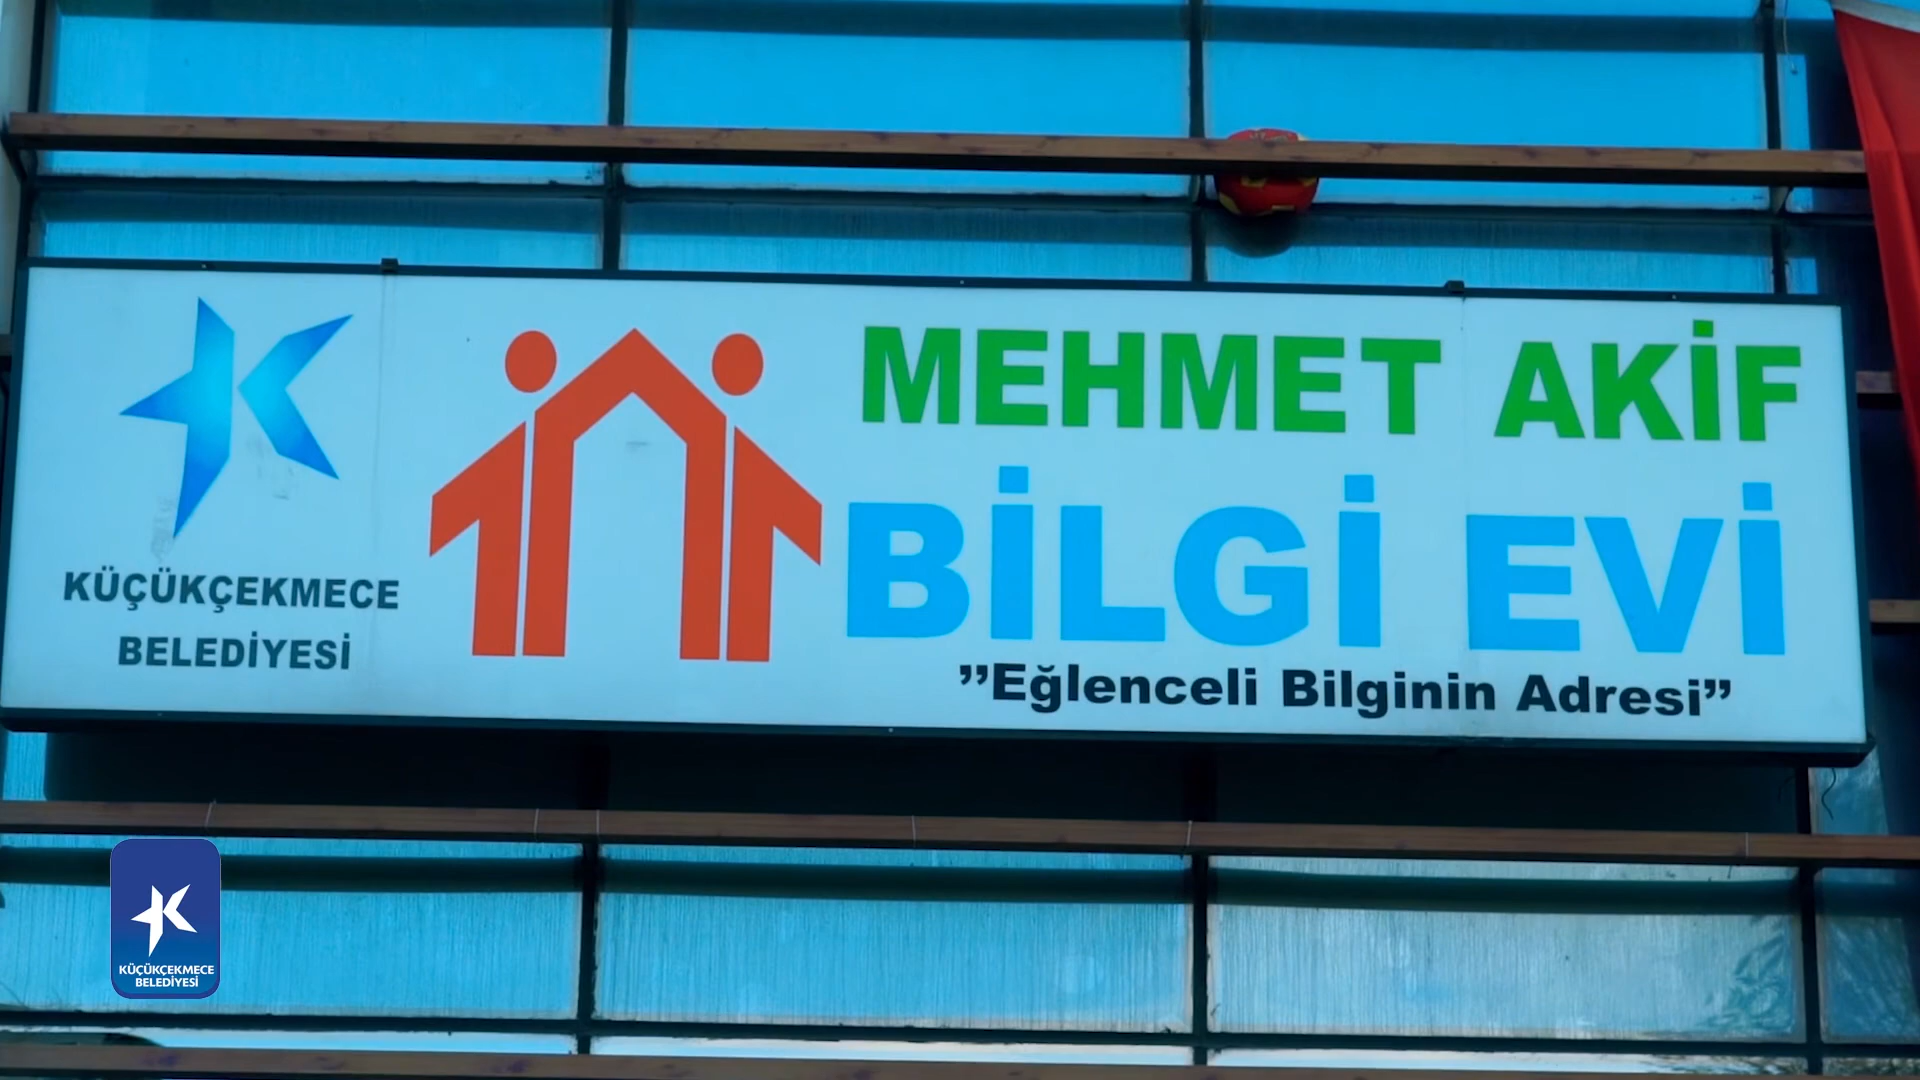 KÜÇÜKÇEKMECE
BELEDİYESİ
MEHMET AKİF
BİLGİ EVİ
”Eğlenceli Bilginin Adresi”
KÜÇÜKÇEKMECE
BELEDİYESİ